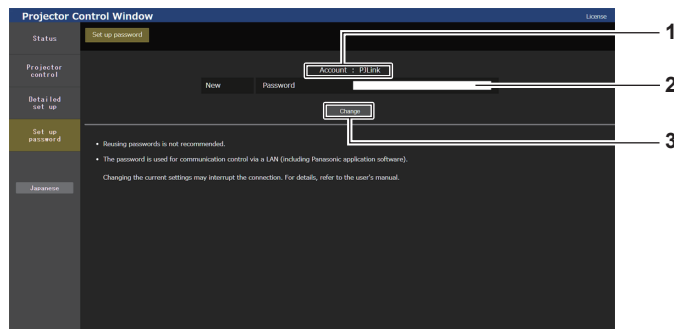 Projector Control Window
License
Status
Set up password
1
Projector
control
Account : PJLink
New Password
2
Detailed
set up
Change
Set up
password
3
• Reusing passwords is not recommended.
• The password is used for communication control via a LAN (including Panasonic application software).
Changing the current settings may interrupt the connection. For details, refer to the user's manual.
Japanese